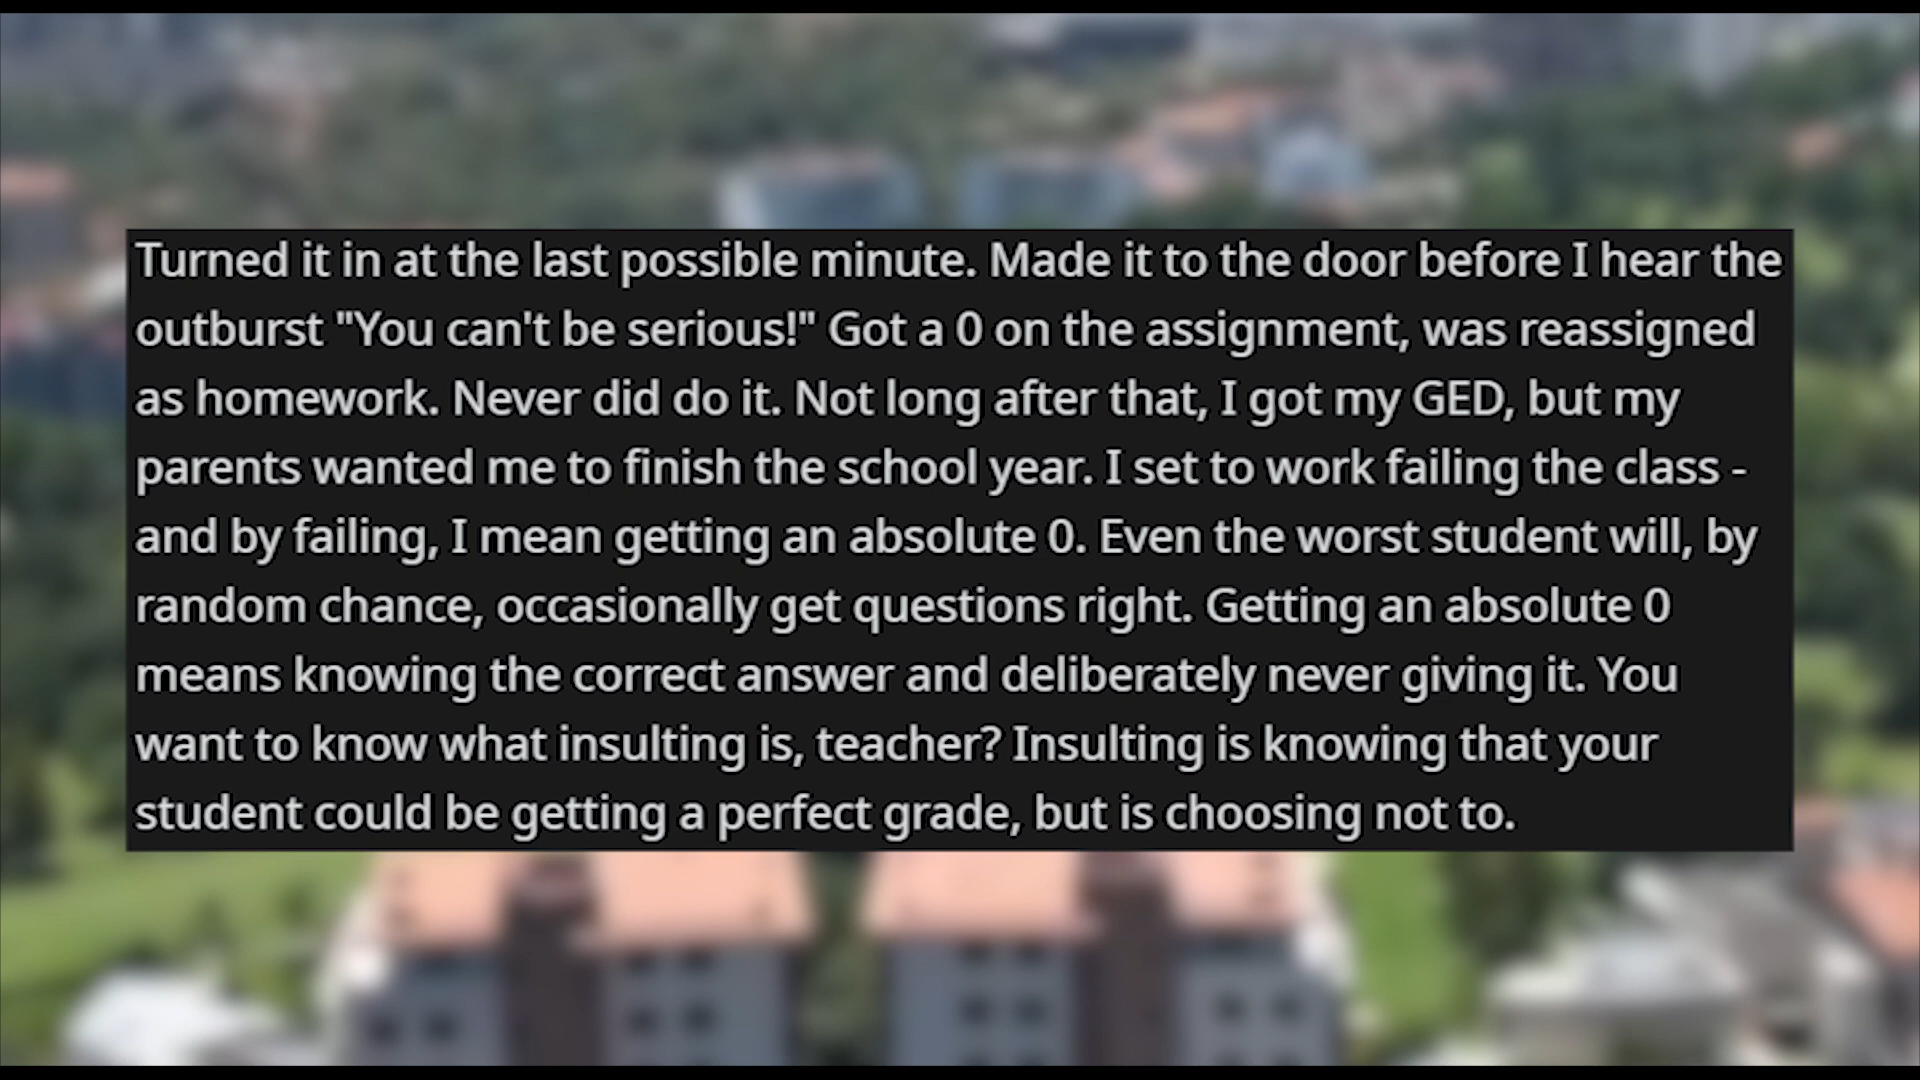 Turned it in at the last possible minute. Made it to the door before I hear the
outburst "You can't be serious!" Got a 0 on the assignment, was reassigned
as homework. Never did do it. Not long after that, I got my GED, but my
parents wanted me to finish the school year. I set to work failing the class -
and by failing, I mean getting an absolute 0. Even the worst student will, by
random chance, occasionally get questions right. Getting an absolute 0
means knowing the correct answer and deliberately never giving it. You
want to know what insulting is, teacher? Insulting is knowing that your
student could be getting a perfect grade, but is choosing not to.